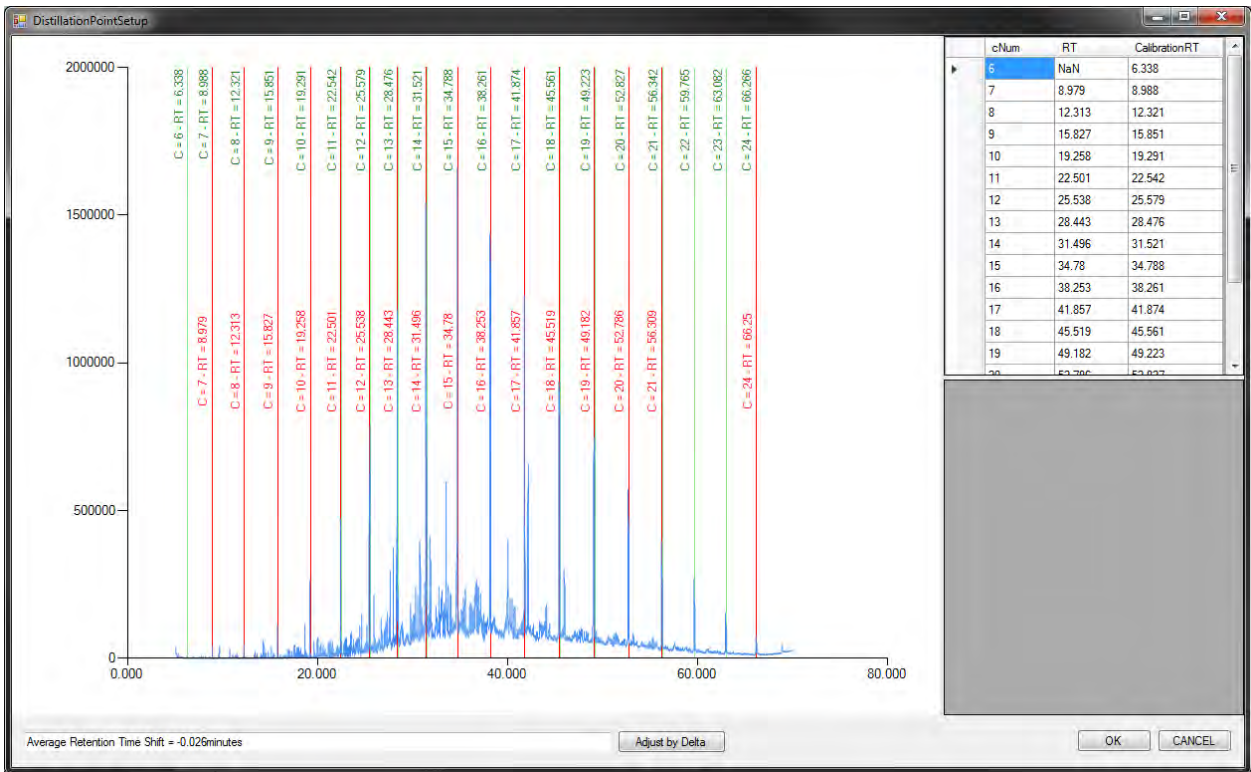 DistillationPointSetup
2000000
1500000
1000000
500000
0
0.000
20.000
40.000
60.000
80.000
C = 6 - RT = 6.338
C = 7 - RT = 8.988
C = 8 - RT = 12.321
C = 9 - RT = 15.851
C = 10 - RT = 19.291
C = 11 - RT = 22.542
C = 12 - RT = 25.579
C = 13 - RT = 28.476
C = 14 - RT = 31.521
C = 15 - RT = 34.788
C = 16 - RT = 38.261
C = 17 - RT = 41.874
C = 18 - RT = 45.561
C = 19 - RT = 49.223
C = 20 - RT = 52.827
C = 21 - RT = 56.342
C = 22 - RT = 59.765
C = 23 - RT = 63.082
C = 24 - RT = 66.266
C = 7 - RT = 8.979
C = 8 - RT = 12.313
C = 9 - RT = 15.827
C = 10 - RT = 19.258
C = 11 - RT = 22.501
C = 12 - RT = 25.538
C = 13 - RT = 28.443
C = 14 - RT = 31.496
C = 15 - RT = 34.78
C = 16 - RT = 38.253
C = 17 - RT = 41.857
C = 18 - RT = 45.519
C = 19 - RT = 49.182
C = 20 - RT = 52.786
C = 21 - RT = 56.309
C = 24 - RT = 66.25
cNum RT CalibrationRT
6 NaN 6.338
7 8.979 8.988
8 12.313 12.321
9 15.827 15.851
10 19.258 19.291
11 22.501 22.542
12 25.538 25.579
13 28.443 28.476
14 31.496 31.521
15 34.78 34.788
16 38.253 38.261
17 41.857 41.874
18 45.519 45.561
19 49.182 49.223
20 52.786 52.827
Average Retention Time Shift = -0.026minutes
Adjust by Delta
OK
CANCEL